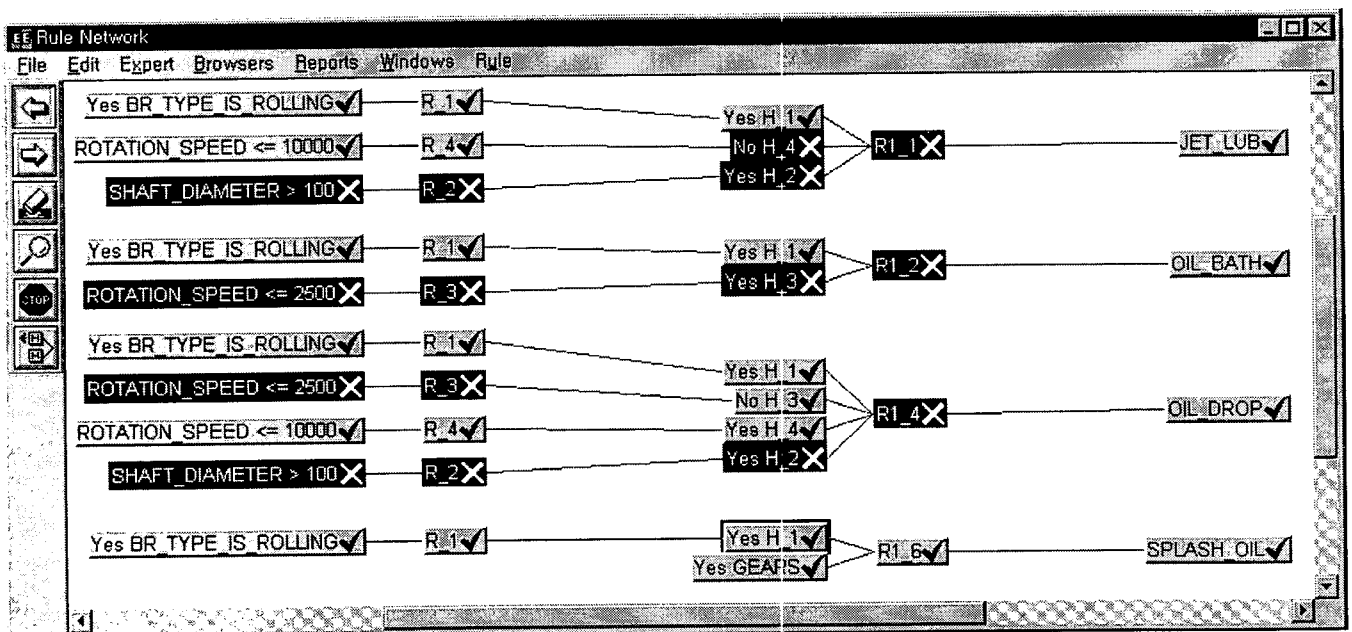 Rule Network
File Edit Expert Browsers Reports Windows Rule
Yes BR_TYPE_IS_ROLLING R_1 Yes H_1
ROTATION_SPEED <= 10000 R_4 No H_4 R1_1 JET_LUB
SHAFT_DIAMETER > 100 R_2 Yes H_2
Yes BR_TYPE_IS_ROLLING R_1 Yes H_1
ROTATION_SPEED <= 2500 R_3 Yes H_3 R1_2 OIL_BATH
STOP
Yes BR_TYPE_IS_ROLLING R_1 Yes H_1
ROTATION_SPEED <= 2500 R_3 No H_3 R1_4 OIL_DROP
ROTATION_SPEED <= 10000 R_4 Yes H_4
SHAFT_DIAMETER > 100 R_2 Yes H_2
Yes BR_TYPE_IS_ROLLING R_1 Yes H_1 R1_6 SPLASH_OIL
Yes GEARS